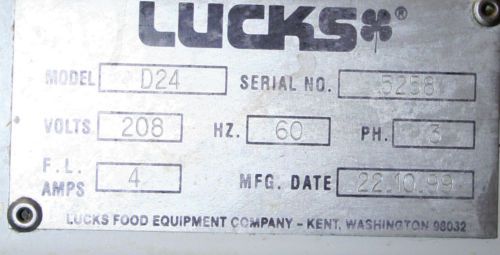 LUCKS®
MODEL D24 SERIAL NO. 5258
VOLTS 208 HZ. 60 PH. 3
F.L. AMPS 4 MFG. DATE 22.10.99
LUCKS FOOD EQUIPMENT COMPANY - KENT, WASHINGTON 98032